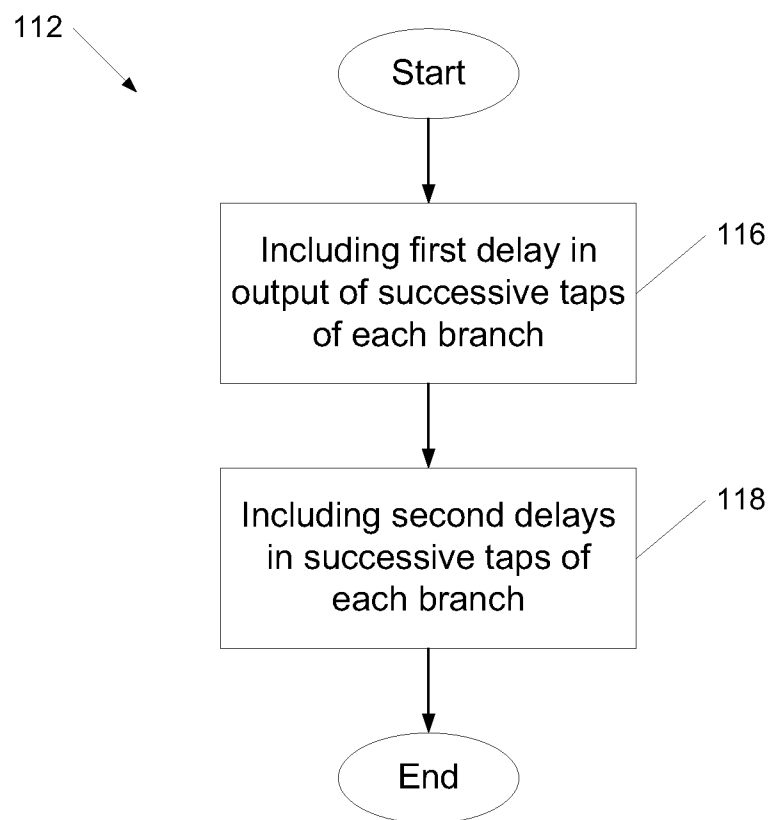 112
Start
Including first delay in
output of successive taps
of each branch
116
Including second delays
in successive taps of
each branch
118
End